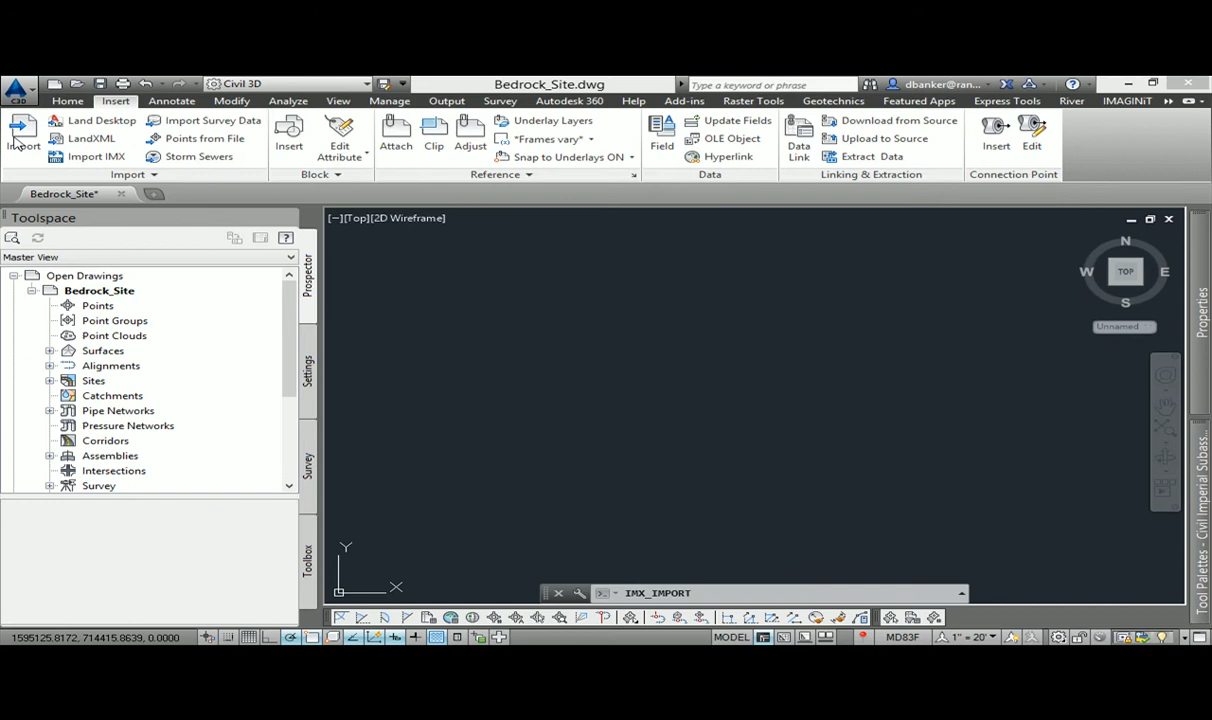 C3D
Civil 3D
Bedrock_Site.dwg
Type a keyword or phrase
dbanker@ran...
Home Insert Annotate Modify Analyze View Manage Output Survey Autodesk 360 Help Add-ins Raster Tools Geotechnics Featured Apps Express Tools River IMAGINiT
Import
Land Desktop
LandXML
Import IMX
Import Survey Data
Points from File
Storm Sewers
Import
Insert
Edit
Attribute
Block
Attach
Clip
Adjust
Underlay Layers
*Frames vary*
Snap to Underlays ON
Reference
Field
Update Fields
OLE Object
Hyperlink
Data
Data
Link
Download from Source
Upload to Source
Extract Data
Linking & Extraction
Insert
Edit
Connection Point
Bedrock_Site*
Toolspace
Master View
Open Drawings
Bedrock_Site
Points
Point Groups
Point Clouds
Surfaces
Alignments
Sites
Catchments
Pipe Networks
Pressure Networks
Corridors
Assemblies
Intersections
Survey
Prospector
Settings
Survey
Toolbox
[−][Top][2D Wireframe]
N
W
TOP
E
S
Unnamed
Y
X
IMX_IMPORT
Properties
Tool Palettes - Civil Imperial Subass...
1595125.8172, 714415.8639, 0.0000
MODEL
MD83F
1" = 20'